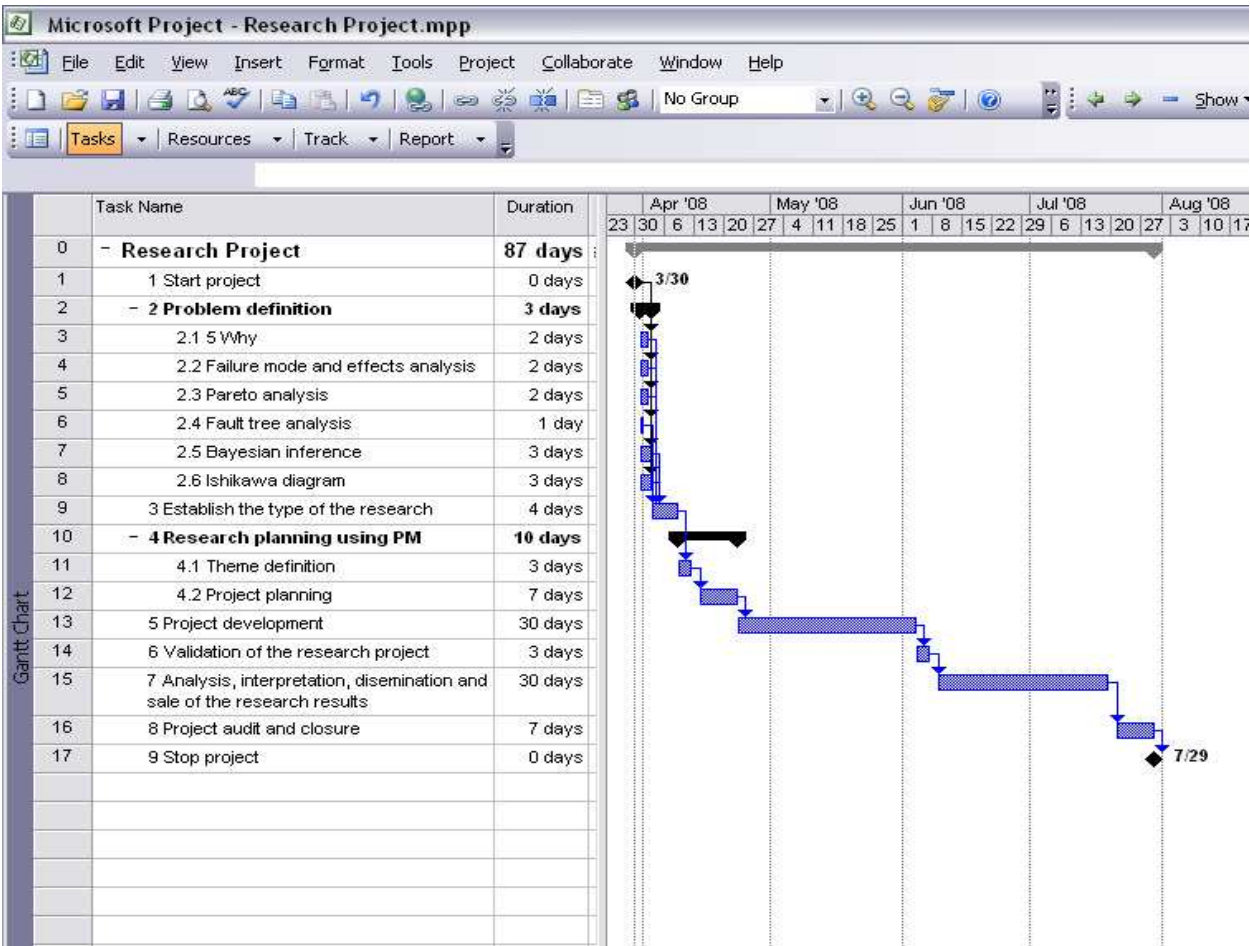 Microsoft Project - Research Project.mpp
File Edit View Insert Format Tools Project Collaborate Window Help
ABC No Group Show
Tasks Resources Track Report
Task Name Duration Apr '08 May '08 Jun '08 Jul '08 Aug '08
23 30 6 13 20 27 4 11 18 25 1 8 15 22 29 6 13 20 27 3 10 17
0 - Research Project 87 days
1 1 Start project 0 days 3/30
2 - 2 Problem definition 3 days
3 2.1 5 Why 2 days
4 2.2 Failure mode and effects analysis 2 days
5 2.3 Pareto analysis 2 days
6 2.4 Fault tree analysis 1 day
7 2.5 Bayesian inference 3 days
8 2.6 Ishikawa diagram 3 days
9 3 Establish the type of the research 4 days
10 - 4 Research planning using PM 10 days
11 4.1 Theme definition 3 days
12 4.2 Project planning 7 days
13 5 Project development 30 days
14 6 Validation of the research project 3 days
15 7 Analysis, interpretation, disemination and 30 days
sale of the research results
16 8 Project audit and closure 7 days
17 9 Stop project 0 days 7/29
Gantt Chart